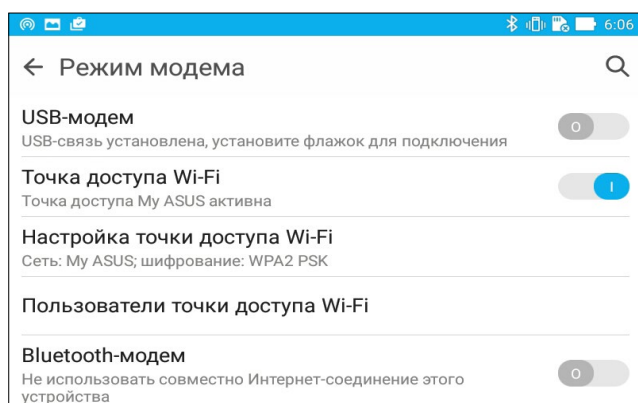 6:06
Режим модема
USB-модем
USB-связь установлена, установите флажок для подключения
Точка доступа Wi-Fi
Точка доступа My ASUS активна
Настройка точки доступа Wi-Fi
Сеть: My ASUS; шифрование: WPA2 PSK
Пользователи точки доступа Wi-Fi
Bluetooth-модем
Не использовать совместно Интернет-соединение этого
устройства